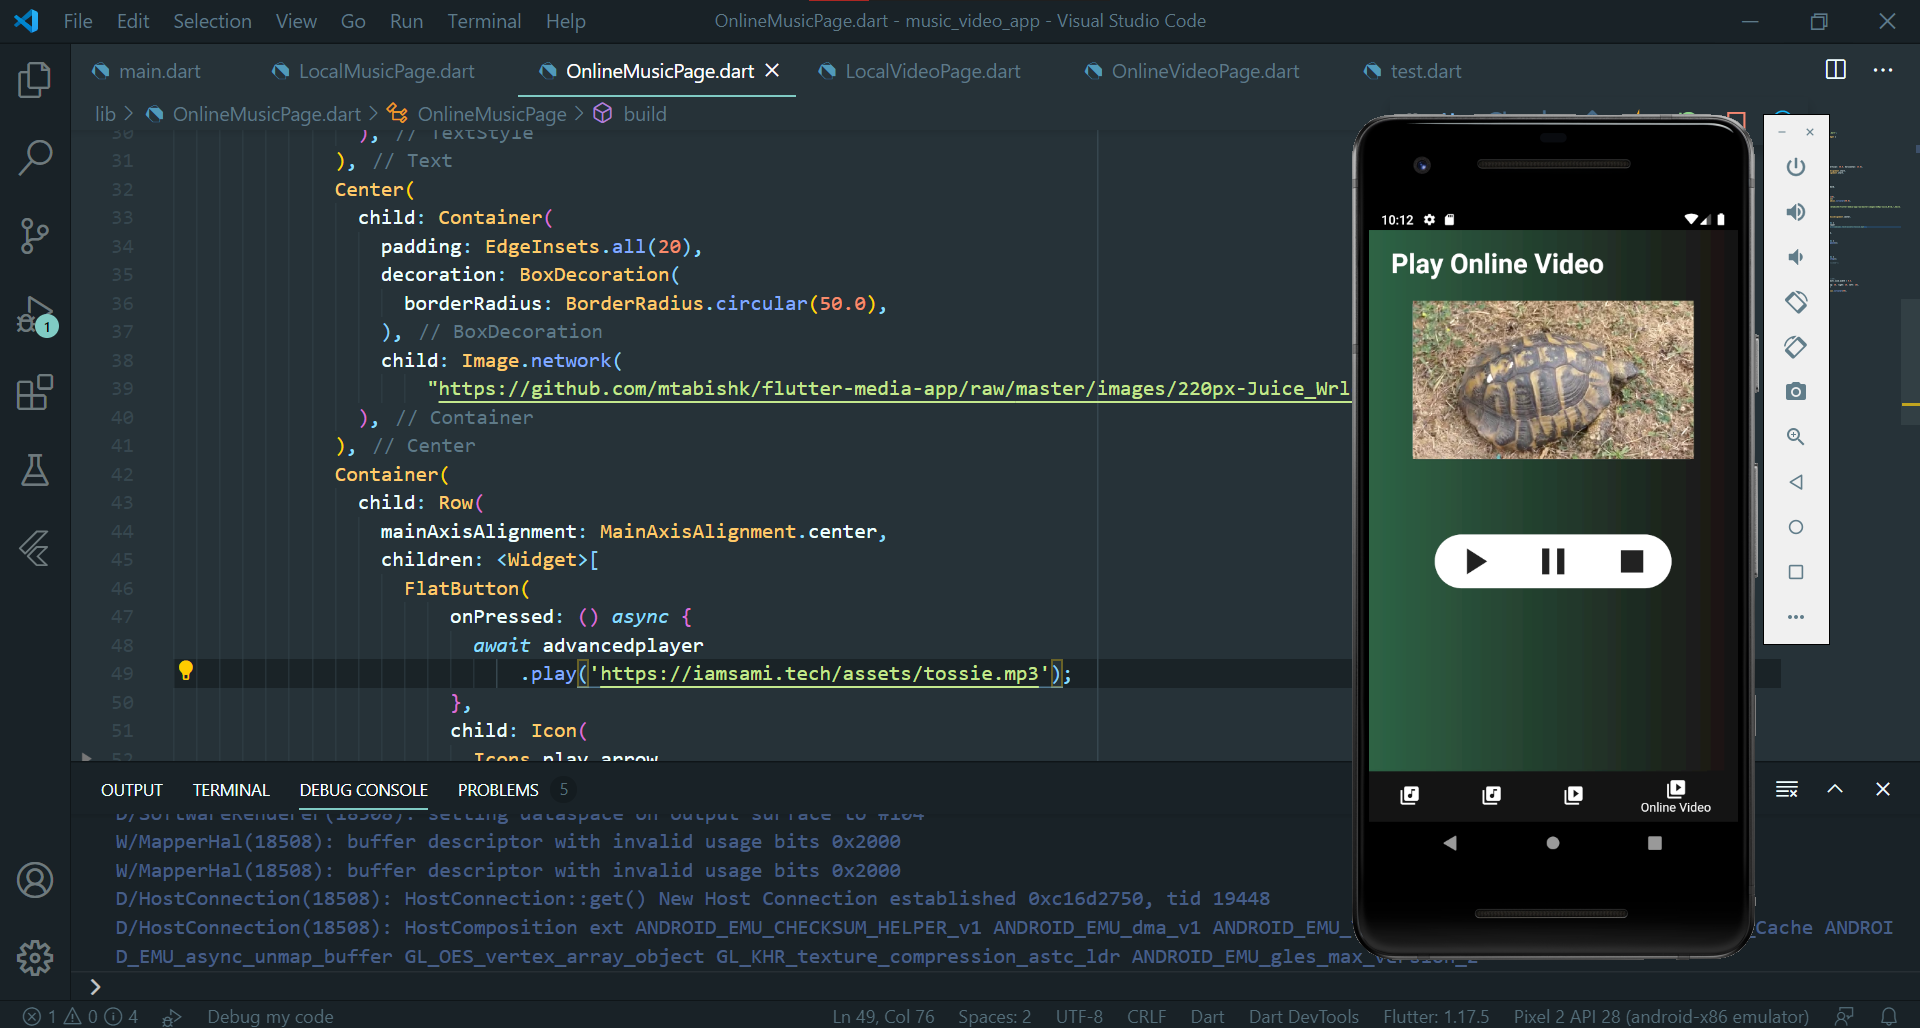 File Edit Selection View Go Run Terminal Help
OnlineMusicPage.dart - music_video_app - Visual Studio Code
main.dart LocalMusicPage.dart OnlineMusicPage.dart LocalVideoPage.dart OnlineVideoPage.dart test.dart
lib > OnlineMusicPage.dart > OnlineMusicPage > build
30 ), // TextStyle
31 ), // Text
32 Center(
33 child: Container(
34 padding: EdgeInsets.all(20),
35 decoration: BoxDecoration(
36 borderRadius: BorderRadius.circular(50.0),
37 ), // BoxDecoration
38 child: Image.network(
39 "https://github.com/mtabishk/flutter-media-app/raw/master/images/220px-Juice_Wrl
40 ), // Container
41 ), // Center
42 Container(
43 child: Row(
44 mainAxisAlignment: MainAxisAlignment.center,
45 children: <Widget>[
46 FlatButton(
47 onPressed: () async {
48 await advancedplayer
49 .play('https://iamsami.tech/assets/tossie.mp3');
50 },
51 child: Icon(
52 Icons.play_arrow,
10:12
Play Online Video
Online Video
OUTPUT TERMINAL DEBUG CONSOLE PROBLEMS 5
D/SoftwareRenderer(18508): setting dataspace on output surface to #104
W/MapperHal(18508): buffer descriptor with invalid usage bits 0x2000
W/MapperHal(18508): buffer descriptor with invalid usage bits 0x2000
D/HostConnection(18508): HostConnection::get() New Host Connection established 0xc16d2750, tid 19448
D/HostConnection(18508): HostComposition ext ANDROID_EMU_CHECKSUM_HELPER_v1 ANDROID_EMU_dma_v1 ANDROID_EMU_ _Cache ANDROI
D_EMU_async_unmap_buffer GL_OES_vertex_array_object GL_KHR_texture_compression_astc_ldr ANDROID_EMU_gles_max_version_2
1
1 0 4 Debug my code Ln 49, Col 76 Spaces: 2 UTF-8 CRLF Dart Dart DevTools Flutter: 1.17.5 Pixel 2 API 28 (android-x86 emulator)